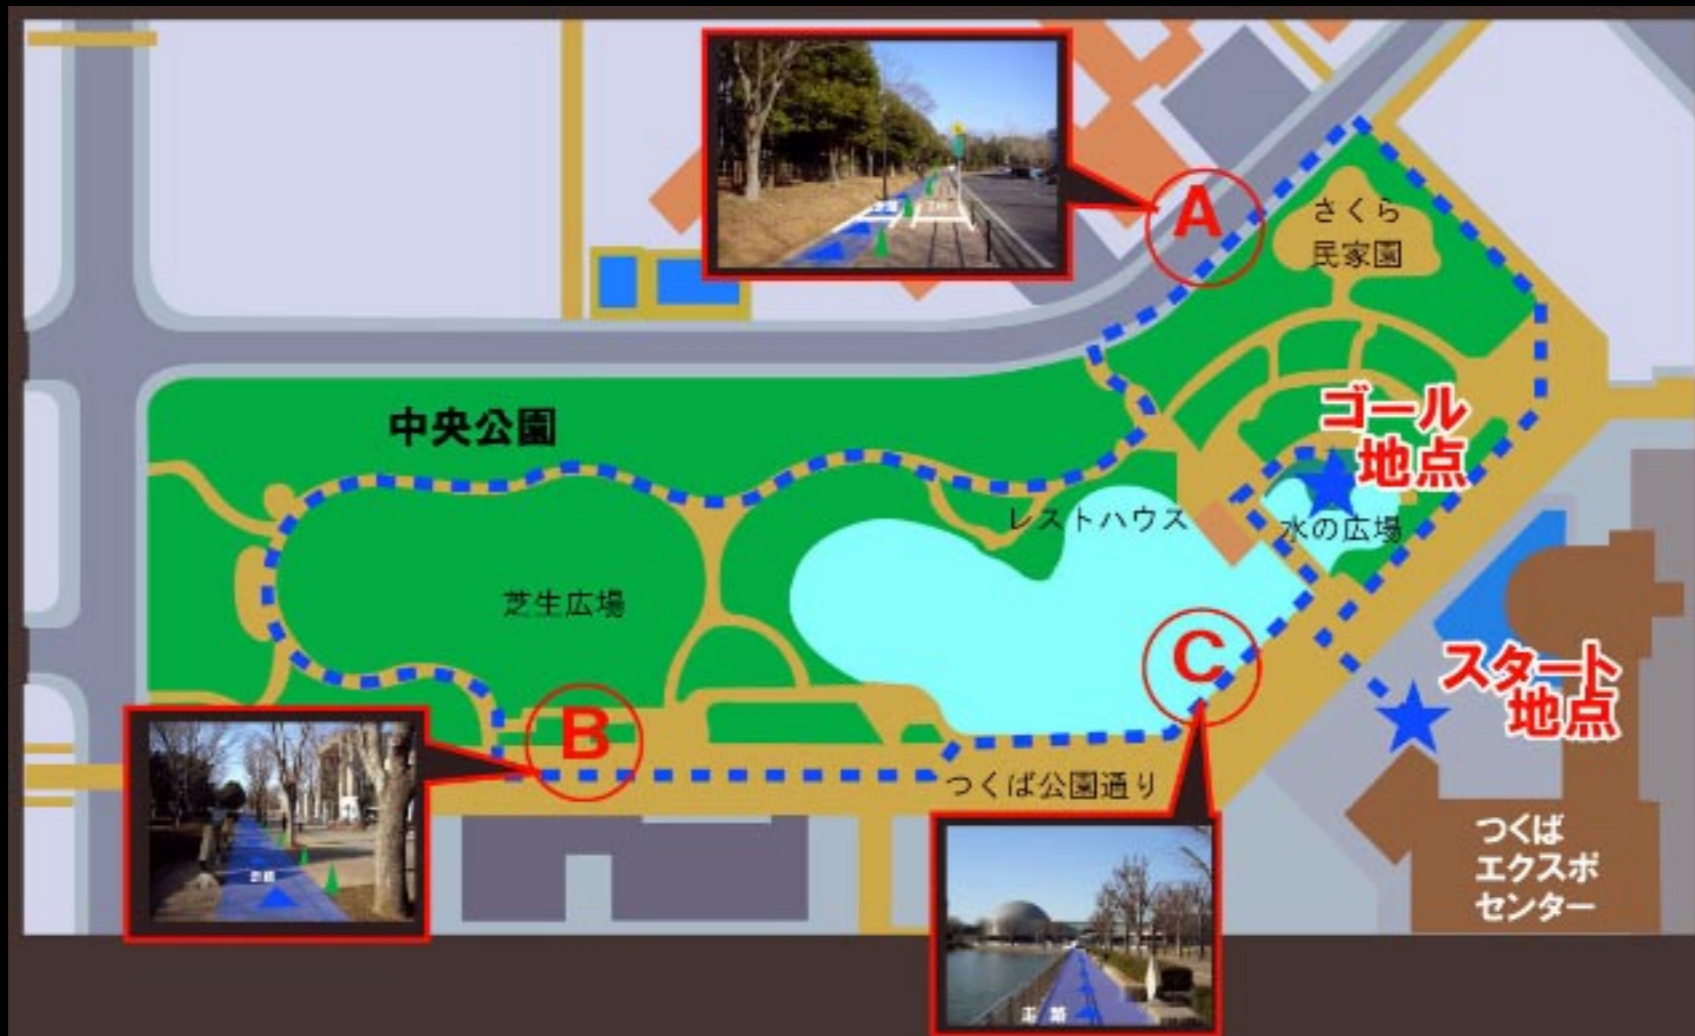 A
さくら
民家園
中央公園
ゴール
地点
レストハウス
水の広場
芝生広場
C
スタート
地点
B
つくば公園通り
つくば
エクスポ
センター
走路